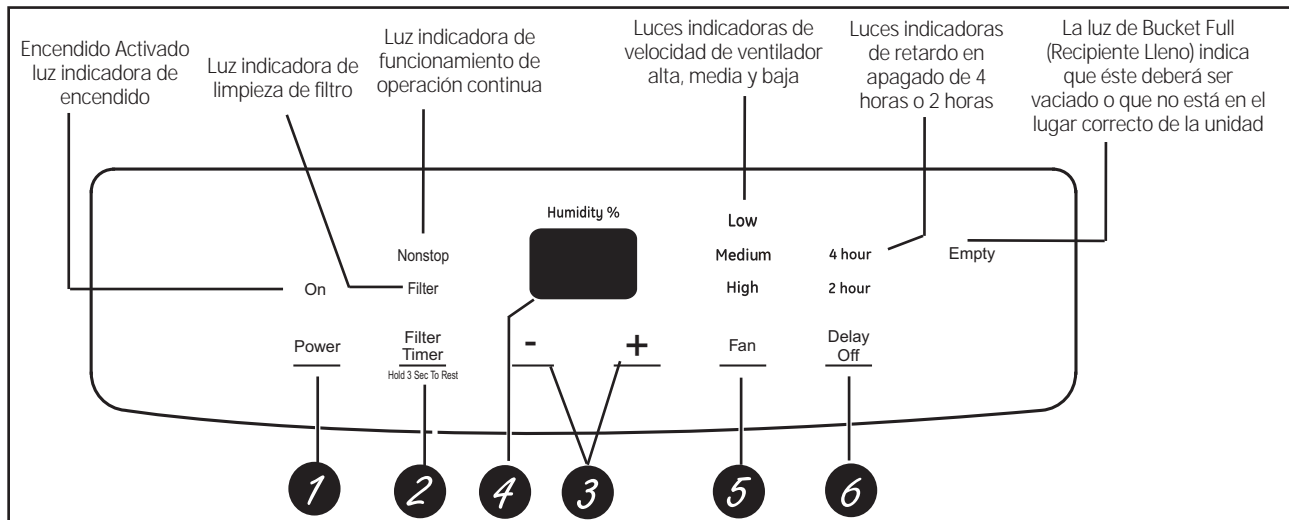 Encendido Activado
luz indicadora de
encendido
Luz indicadora de
limpieza de filtro
Luz indicadora de
funcionamiento de
operación continua
Luces indicadoras de
velocidad de ventilador
alta, media y baja
Luces indicadoras
de retardo en
apagado de 4
horas o 2 horas
La luz de Bucket Full
(Recipiente Lleno) indica
que éste deberá ser
vaciado o que no está en el
lugar correcto de la unidad
Humidity %
Low
Nonstop
Medium
4 hour
Empty
On
Filter
High
2 hour
Power
Filter
Timer
Hold 3 Sec To Rest
-
+
Fan
Delay
Off
1
2
4
3
5
6